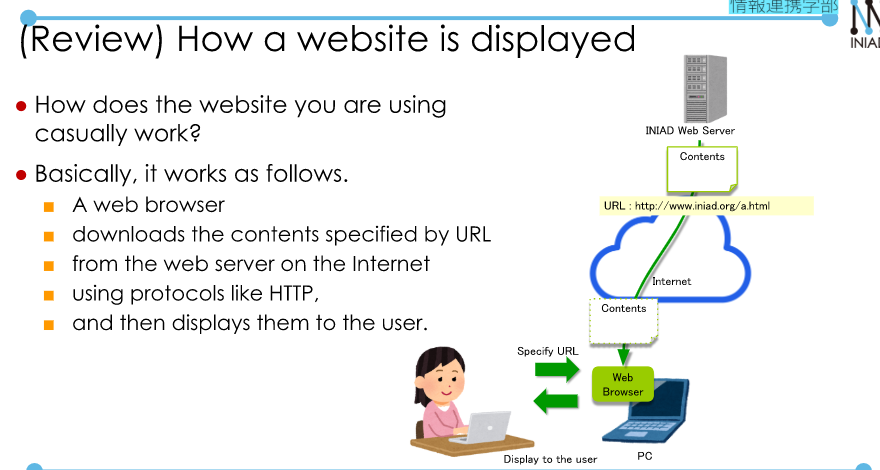 情報連携学部
(Review) How a website is displayed
● How does the website you are using
casually work?
● Basically, it works as follows.
■ A web browser
■ downloads the contents specified by URL
■ from the web server on the Internet
■ using protocols like HTTP,
■ and then displays them to the user.
INIAD Web Server
Contents
URL : http://www.iniad.org/a.html
Internet
Contents
Specify URL
Web
Browser
Display to the user
PC